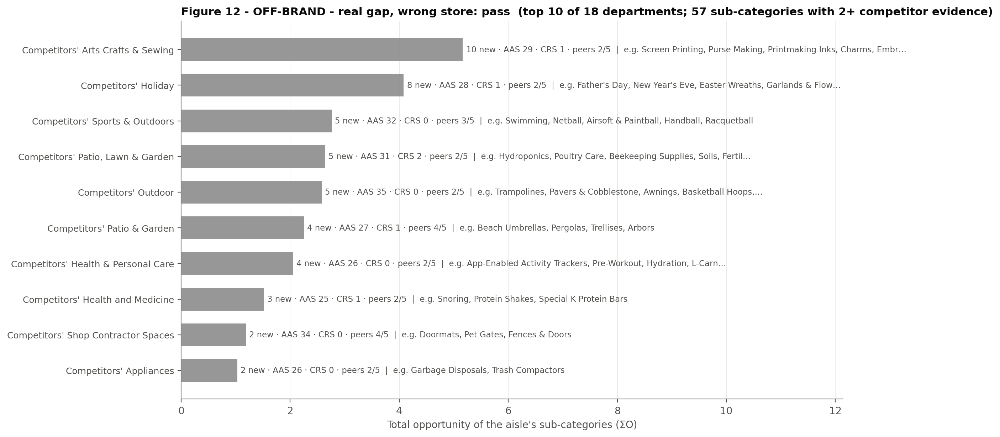 Figure 12 - OFF-BRAND - real gap, wrong store: pass  (top 10 of 18 departments; 57 sub-categories with 2+ competitor evidence)
Competitors' Arts Crafts & Sewing
10 new · AAS 29 · CRS 1 · peers 2/5  |  e.g. Screen Printing, Purse Making, Printmaking Inks, Charms, Embr…
Competitors' Holiday
8 new · AAS 28 · CRS 1 · peers 2/5  |  e.g. Father's Day, New Year's Eve, Easter Wreaths, Garlands & Flow…
Competitors' Sports & Outdoors
5 new · AAS 32 · CRS 0 · peers 3/5  |  e.g. Swimming, Netball, Airsoft & Paintball, Handball, Racquetball
Competitors' Patio, Lawn & Garden
5 new · AAS 31 · CRS 2 · peers 2/5  |  e.g. Hydroponics, Poultry Care, Beekeeping Supplies, Soils, Fertil…
Competitors' Outdoor
5 new · AAS 35 · CRS 0 · peers 2/5  |  e.g. Trampolines, Pavers & Cobblestone, Awnings, Basketball Hoops,…
Competitors' Patio & Garden
4 new · AAS 27 · CRS 1 · peers 4/5  |  e.g. Beach Umbrellas, Pergolas, Trellises, Arbors
Competitors' Health & Personal Care
4 new · AAS 26 · CRS 0 · peers 2/5  |  e.g. App-Enabled Activity Trackers, Pre-Workout, Hydration, L-Carn…
Competitors' Health and Medicine
3 new · AAS 25 · CRS 1 · peers 2/5  |  e.g. Snoring, Protein Shakes, Special K Protein Bars
Competitors' Shop Contractor Spaces
2 new · AAS 34 · CRS 0 · peers 4/5  |  e.g. Doormats, Pet Gates, Fences & Doors
Competitors' Appliances
2 new · AAS 26 · CRS 0 · peers 2/5  |  e.g. Garbage Disposals, Trash Compactors
0 2 4 6 8 10 12
Total opportunity of the aisle's sub-categories (ΣO)